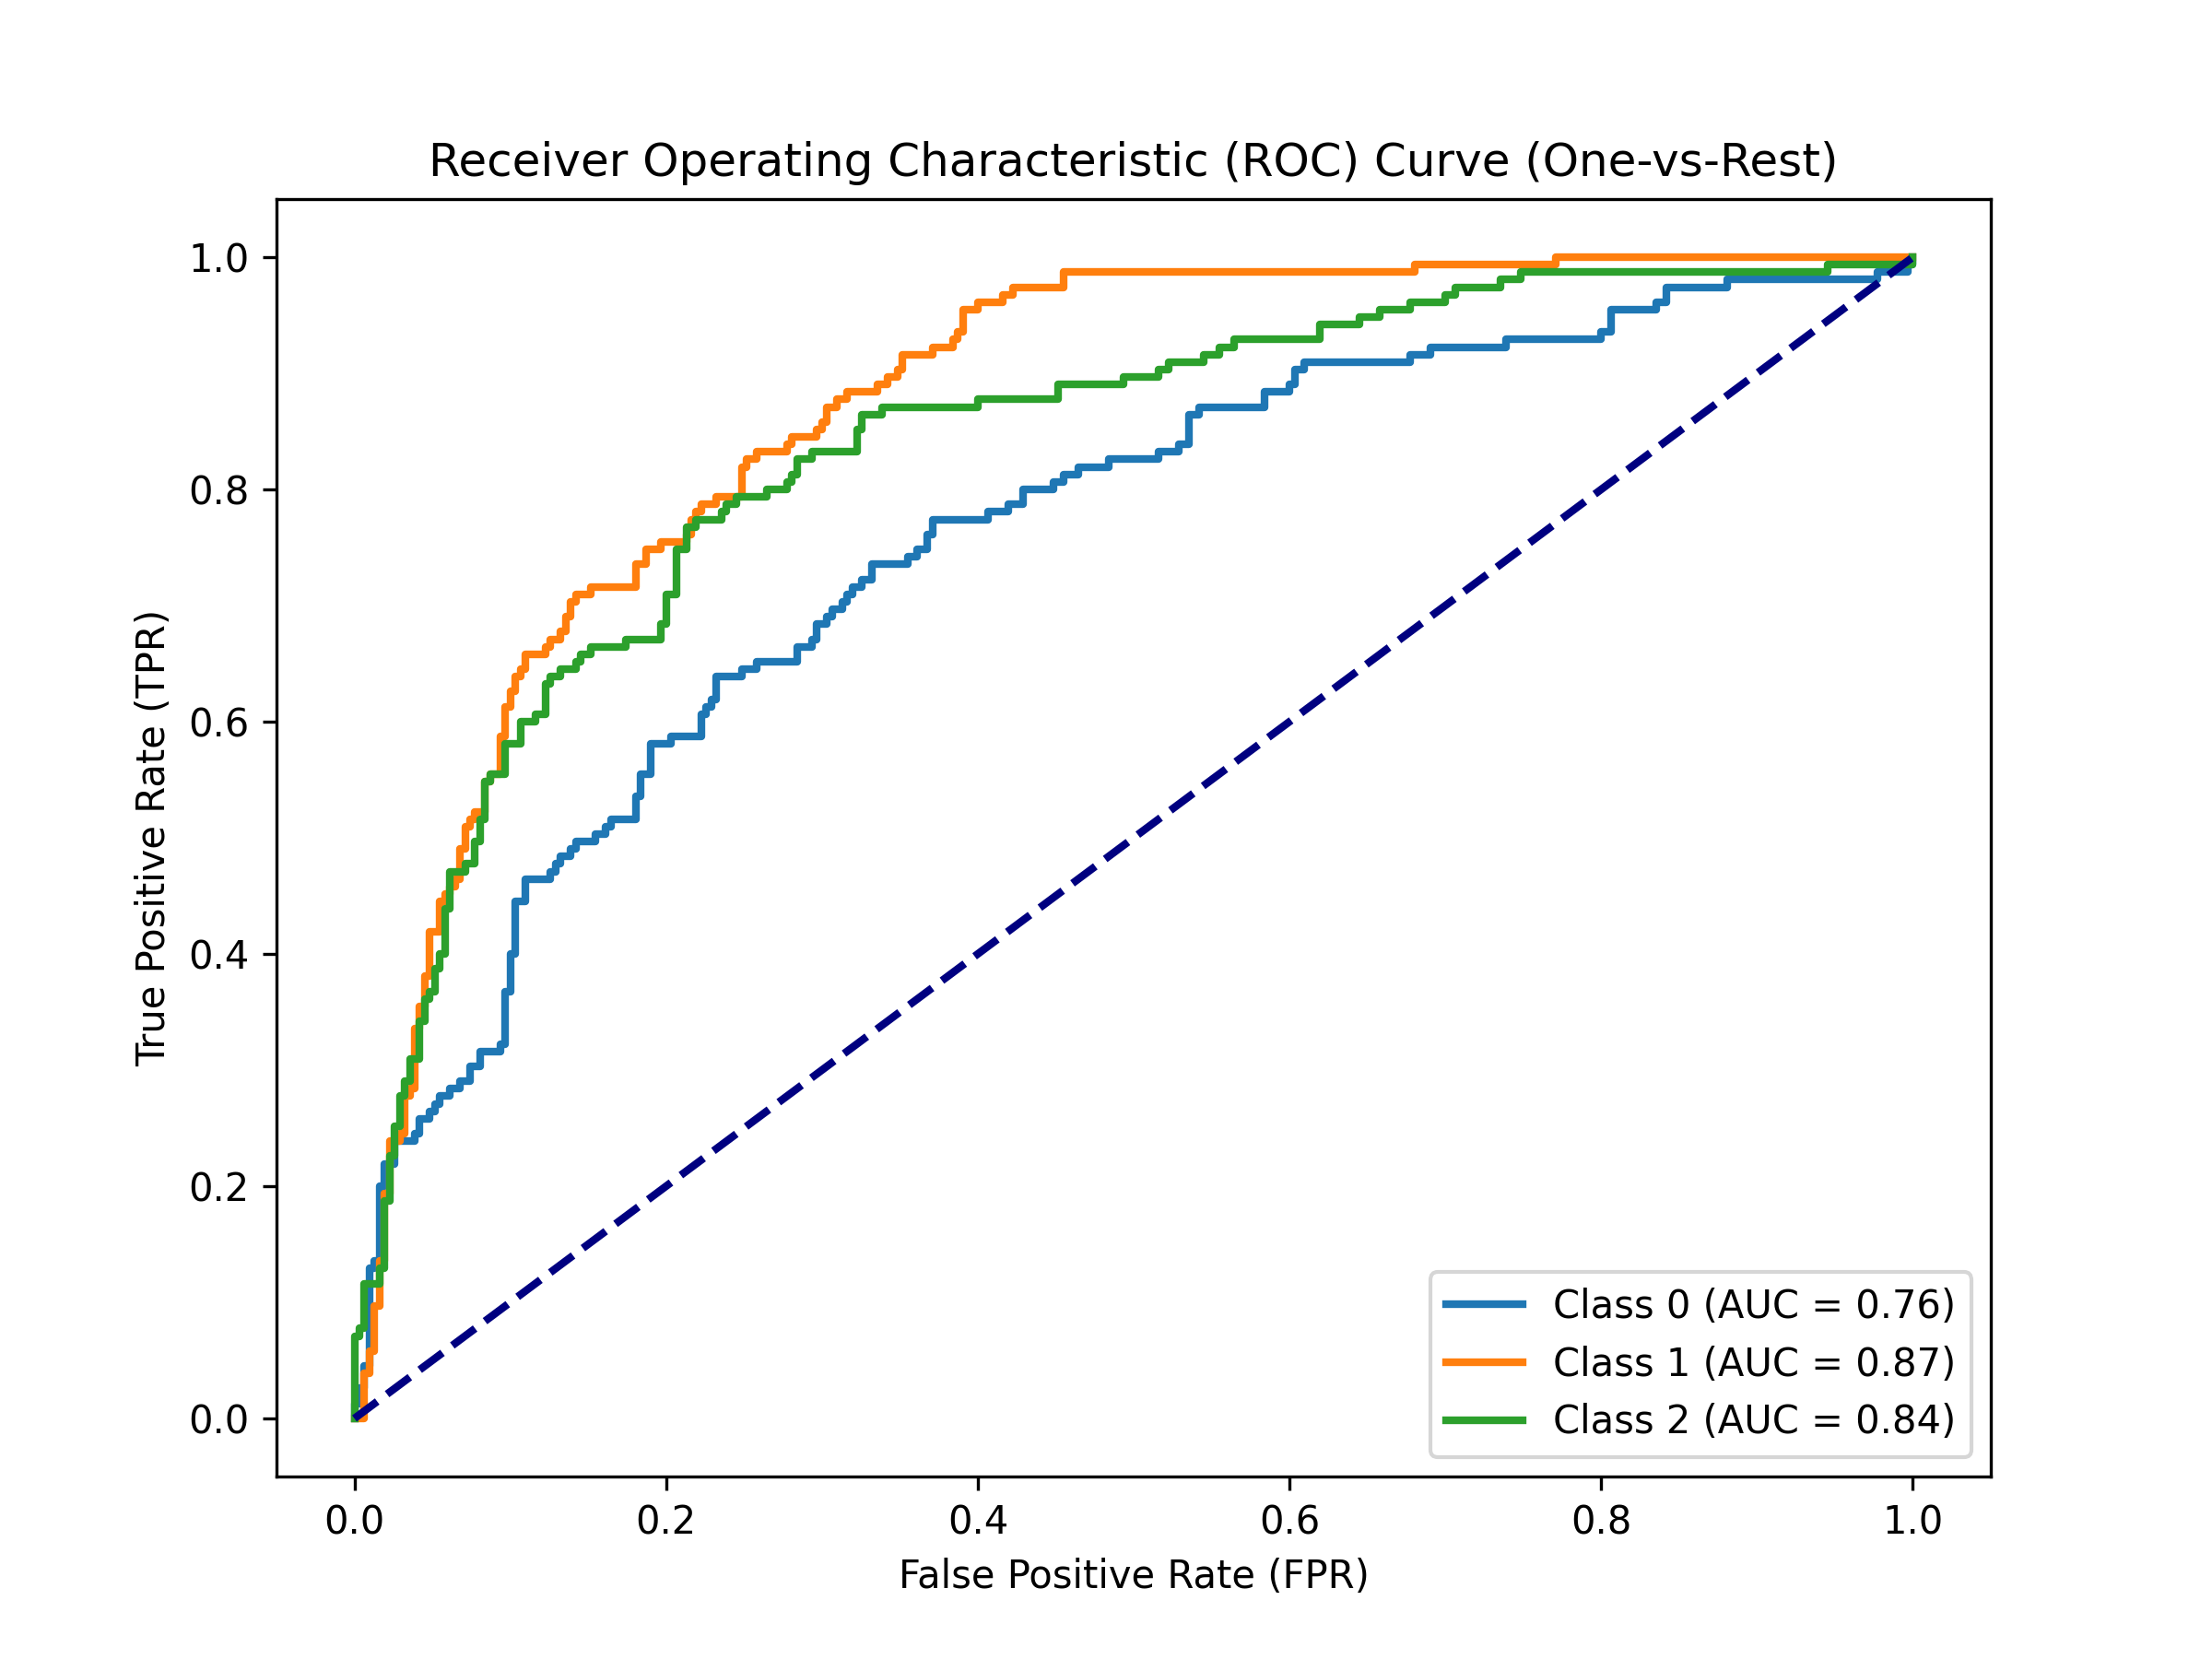 Receiver Operating Characteristic (ROC) Curve (One-vs-Rest)
1.0
0.8
0.6
0.4
0.2
0.0
True Positive Rate (TPR)
Class 0 (AUC = 0.76)
Class 1 (AUC = 0.87)
Class 2 (AUC = 0.84)
0.0 0.2 0.4 0.6 0.8 1.0
False Positive Rate (FPR)